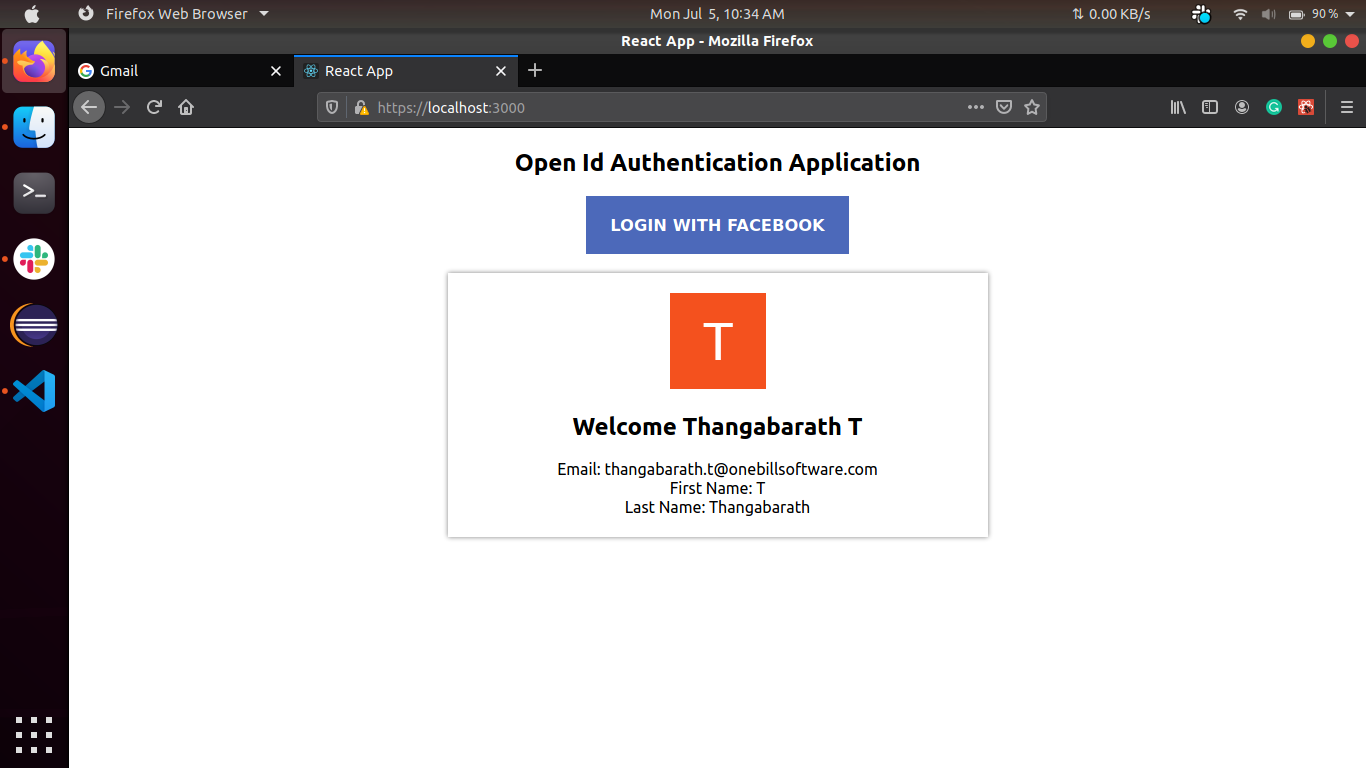 Firefox Web Browser Mon Jul 5, 10:34 AM 0.00 KB/s 90 %
React App - Mozilla Firefox
Gmail React App
https://localhost:3000
Open Id Authentication Application
LOGIN WITH FACEBOOK
T
Welcome Thangabarath T
Email: thangabarath.t@onebillsoftware.com
First Name: T
Last Name: Thangabarath